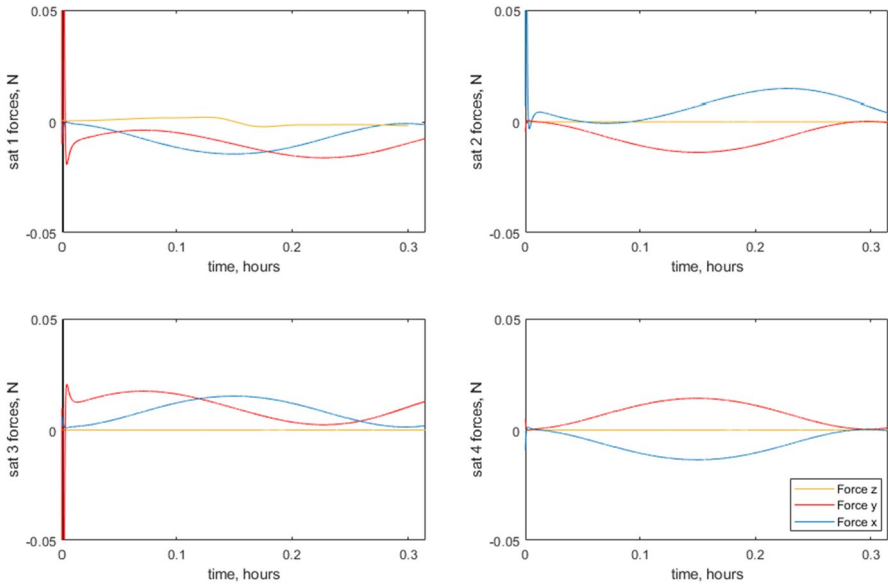 0.05
0
-0.05
sat 1 forces, N
0
0.1
0.2
0.3
time, hours
0.05
0
-0.05
sat 2 forces, N
0
0.1
0.2
0.3
time, hours
0.05
0
-0.05
sat 3 forces, N
0
0.1
0.2
0.3
time, hours
0.05
0
-0.05
sat 4 forces, N
0
0.1
0.2
0.3
time, hours
Force z
Force y
Force x